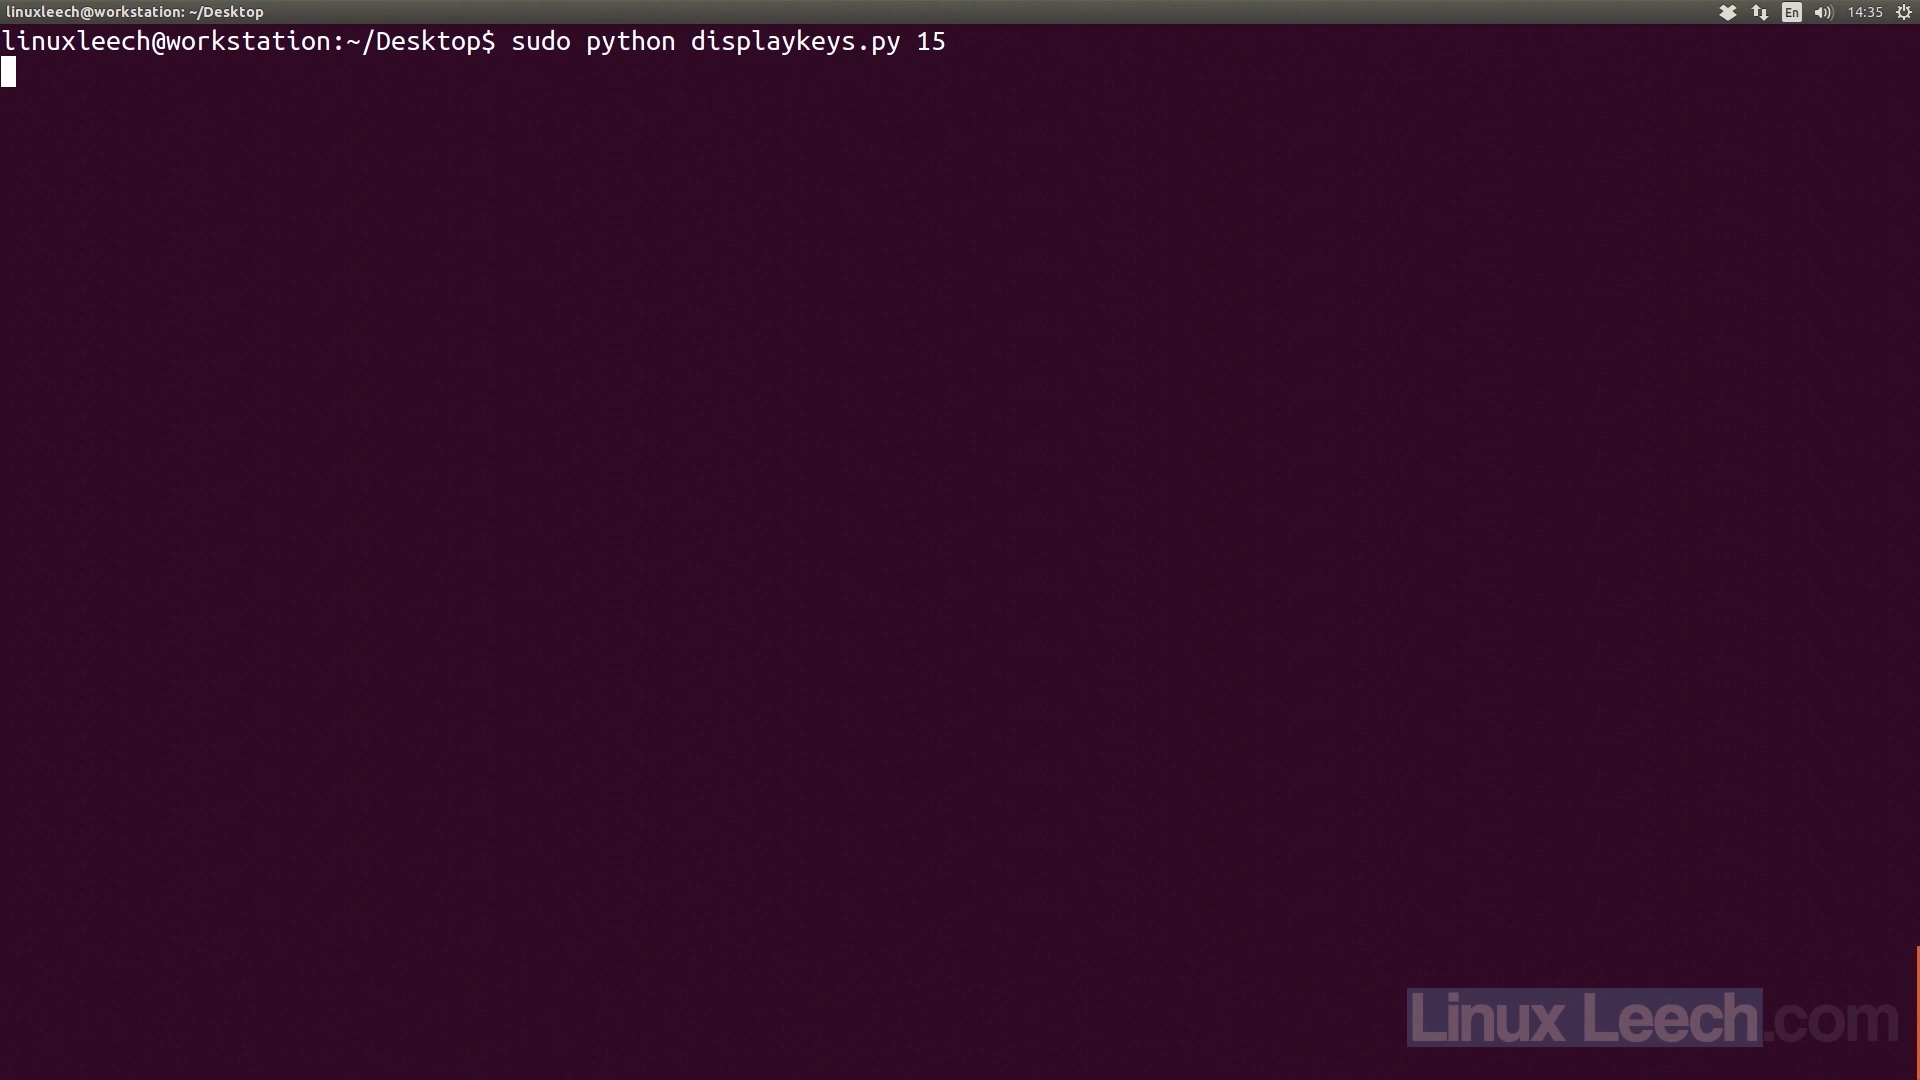 linuxleech@workstation: ~/Desktop
En
14:35
linuxleech@workstation:~/Desktop$ sudo python displaykeys.py 15
Linux Leech.com